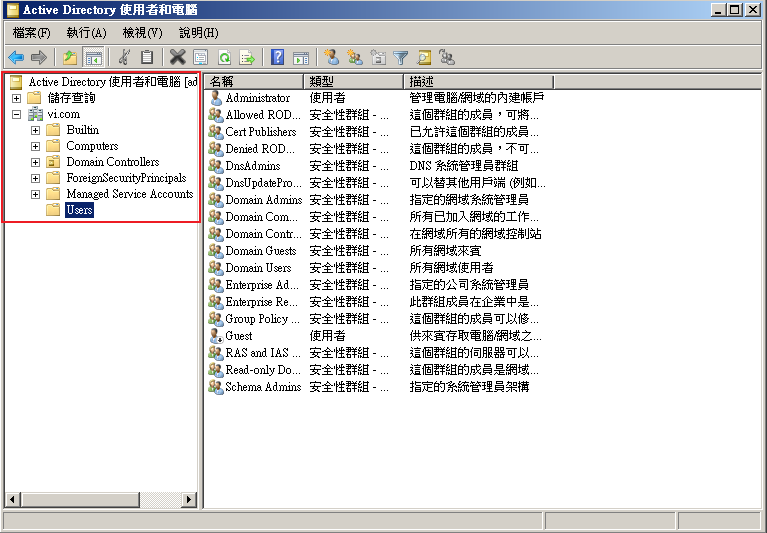 Active Directory 使用者和電腦
檔案(F) 執行(A) 檢視(V) 說明(H)
Active Directory 使用者和電腦 [ad
儲存查詢
vi.com
Builtin
Computers
Domain Controllers
ForeignSecurityPrincipals
Managed Service Accounts
Users
名稱 類型 描述
Administrator 使用者 管理電腦/網域的內建帳戶
Allowed ROD... 安全性群組 - ... 這個群組的成員，可將...
Cert Publishers 安全性群組 - ... 已允許這個群組的成員...
Denied ROD... 安全性群組 - ... 這個群組的成員，不可...
DnsAdmins 安全性群組 - ... DNS 系統管理員群組
DnsUpdatePro... 安全性群組 - ... 可以替其他用戶端 (例如...
Domain Admins 安全性群組 - ... 指定的網域系統管理員
Domain Com... 安全性群組 - ... 所有已加入網域的工作...
Domain Contr... 安全性群組 - ... 在網域所有的網域控制站
Domain Guests 安全性群組 - ... 所有網域來賓
Domain Users 安全性群組 - ... 所有網域使用者
Enterprise Ad... 安全性群組 - ... 指定的公司系統管理員
Enterprise Re... 安全性群組 - ... 此群組成員在企業中是...
Group Policy ... 安全性群組 - ... 這個群組的成員可以修...
Guest 使用者 供來賓存取電腦/網域之...
RAS and IAS ... 安全性群組 - ... 這個群組的伺服器可以...
Read-only Do... 安全性群組 - ... 這個群組的成員是網域...
Schema Admins 安全性群組 - ... 指定的系統管理員架構